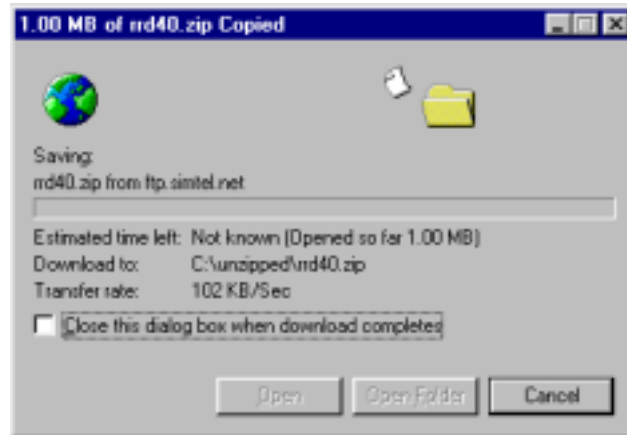 1.00 MB of rrd40.zip Copied
Saving:
rrd40.zip from ftp.simtel.net
Estimated time left: Not known (Opened so far 1.00 MB)
Download to: C:\unzipped\rrd40.zip
Transfer rate: 102 KB/Sec
Close this dialog box when download completes
Open Open Folder Cancel